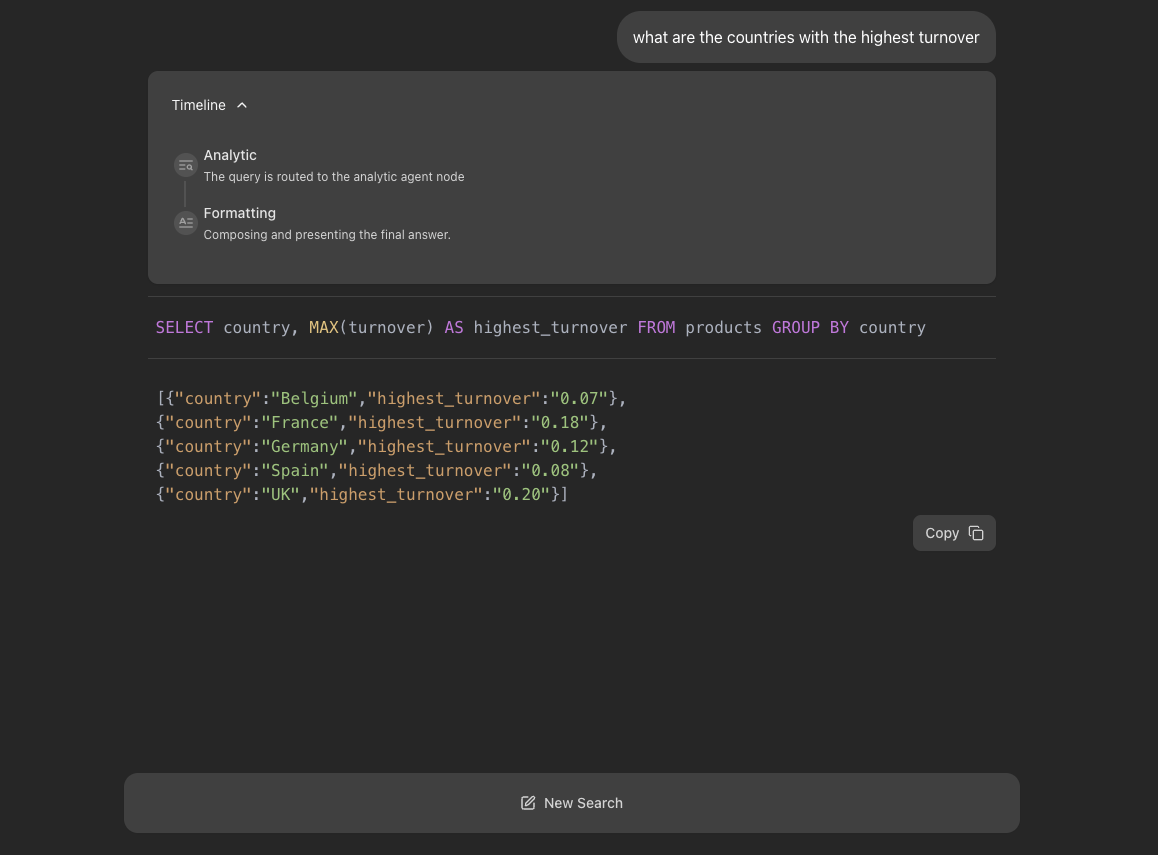 what are the countries with the highest turnover
Timeline
Analytic
The query is routed to the analytic agent node
Formatting
Composing and presenting the final answer.
SELECT country, MAX(turnover) AS highest_turnover FROM products GROUP BY country
[{"country":"Belgium","highest_turnover":"0.07"},
{"country":"France","highest_turnover":"0.18"},
{"country":"Germany","highest_turnover":"0.12"},
{"country":"Spain","highest_turnover":"0.08"},
{"country":"UK","highest_turnover":"0.20"}]
Copy
New Search